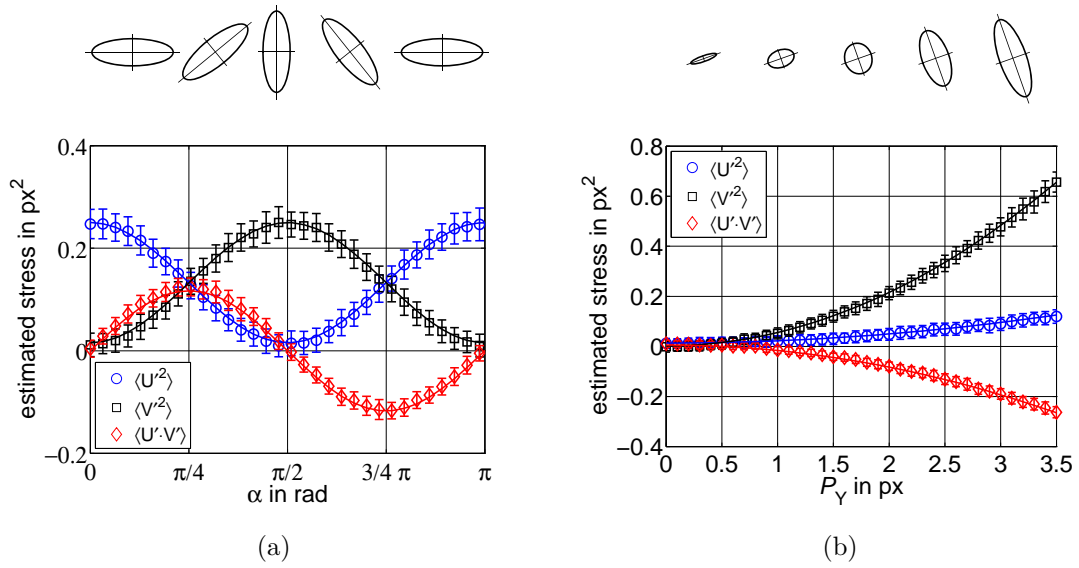 0.4
0.2
0
−0.2
estimated stress in px²
⟨U′²⟩
⟨V′²⟩
⟨U′·V′⟩
0 π/4 π/2 3/4 π π
α in rad
(a)
0.8
0.6
0.4
0.2
0
−0.2
−0.4
estimated stress in px²
⟨U′²⟩
⟨V′²⟩
⟨U′·V′⟩
0 0.5 1 1.5 2 2.5 3 3.5
P_Y in px
(b)